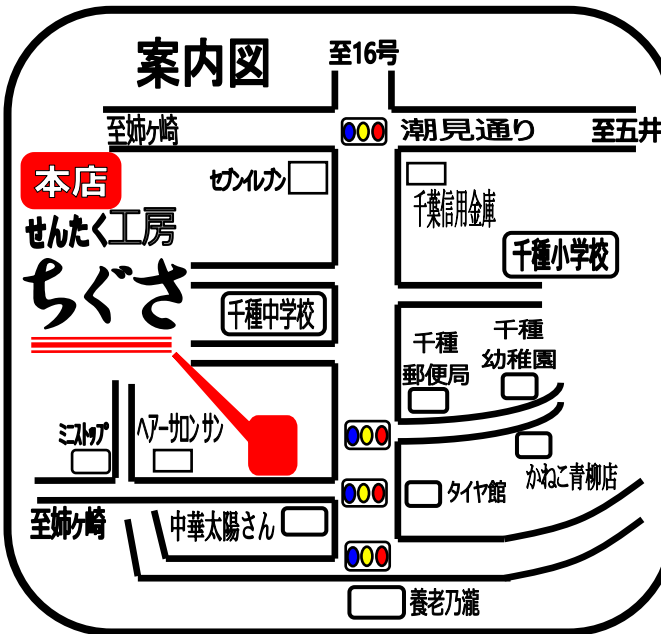 案内図
至16号
至姉ヶ崎
潮見通り
至五井
本店
せんたく工房
ちぐさ
セブンイレブン
千葉信用金庫
千種小学校
千種中学校
千種
郵便局
千種
幼稚園
ミニストップ
ヘアーサロン サン
タイヤ館
かねこ青柳店
至姉ヶ崎
中華太陽さん
養老乃瀧